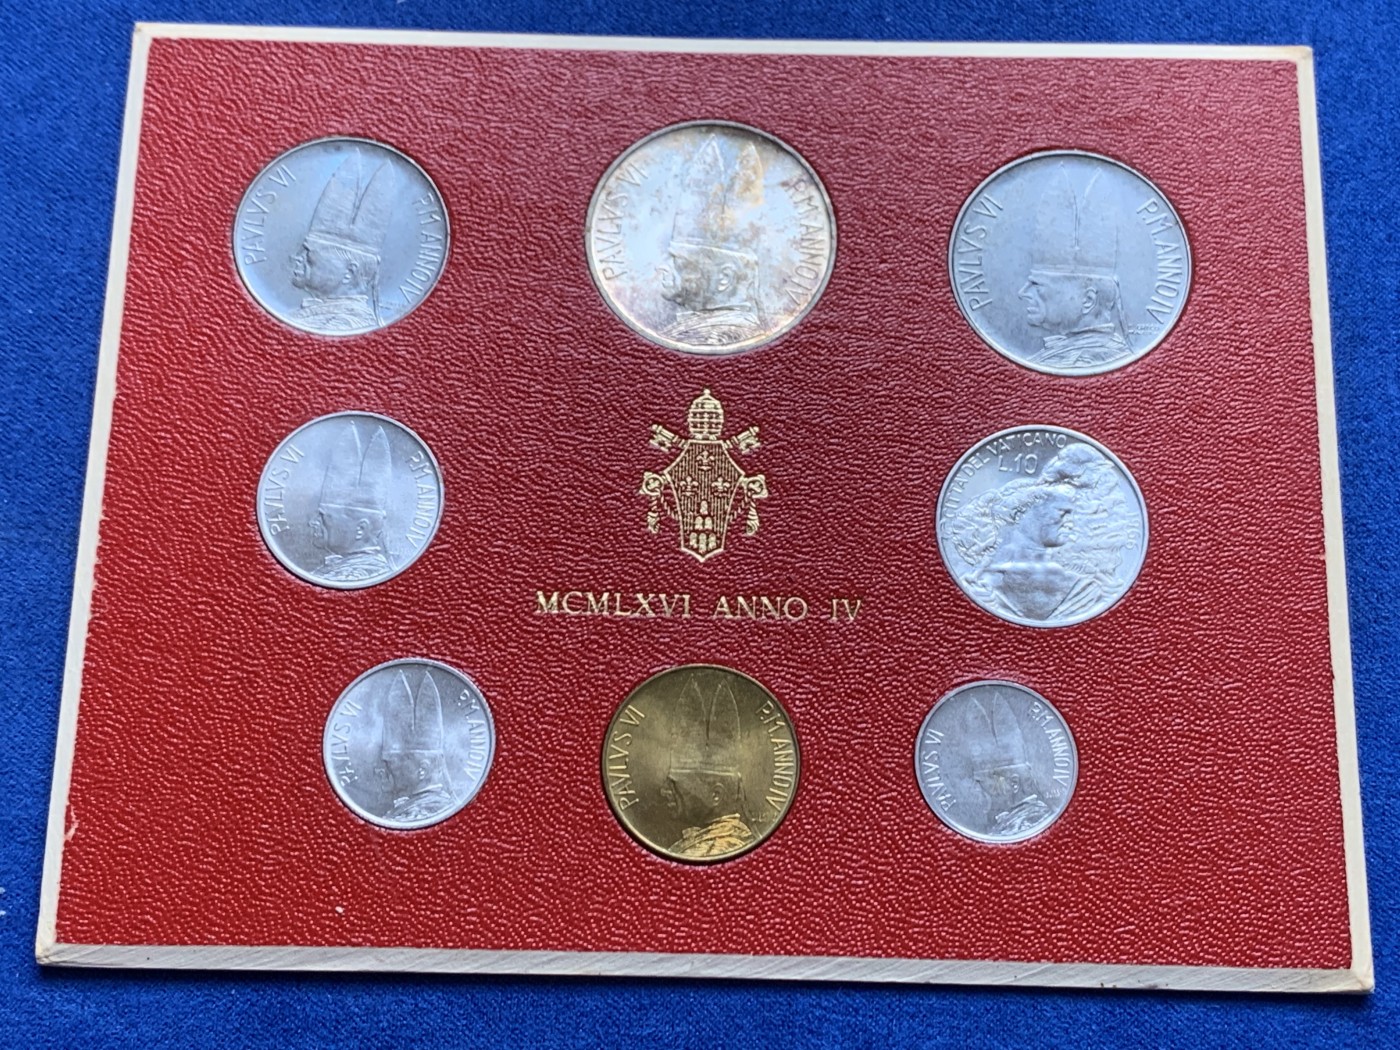 PAVLVS VI P.M.ANNO IV
PAVLVS VI P.M.ANNO IV
PAVLVS VI P.M.ANNO IV
PAVLVS VI P.M.ANNO IV
CITTA DEL VATICANO
L.10
1966
MCMLXVI ANNO IV
PAVLVS VI P.M.ANNO IV
PAVLVS VI P.M.ANNO IV
PAVLVS VI P.M.ANNO IV